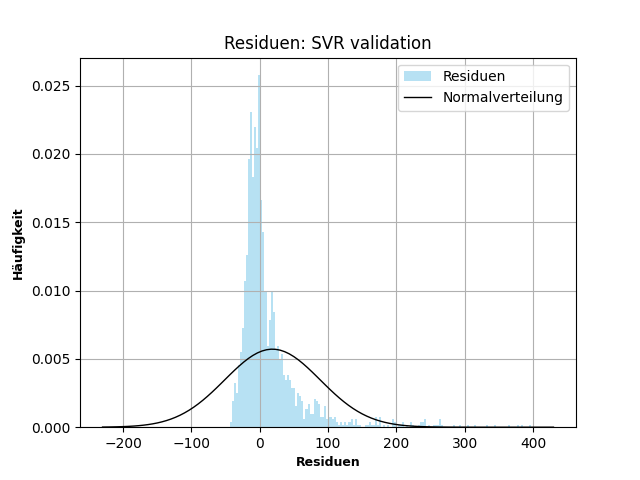 Residuen: SVR validation
Residuen
Normalverteilung
0.025
0.020
0.015
0.010
0.005
0.000
Häufigkeit
−200 −100 0 100 200 300 400
Residuen